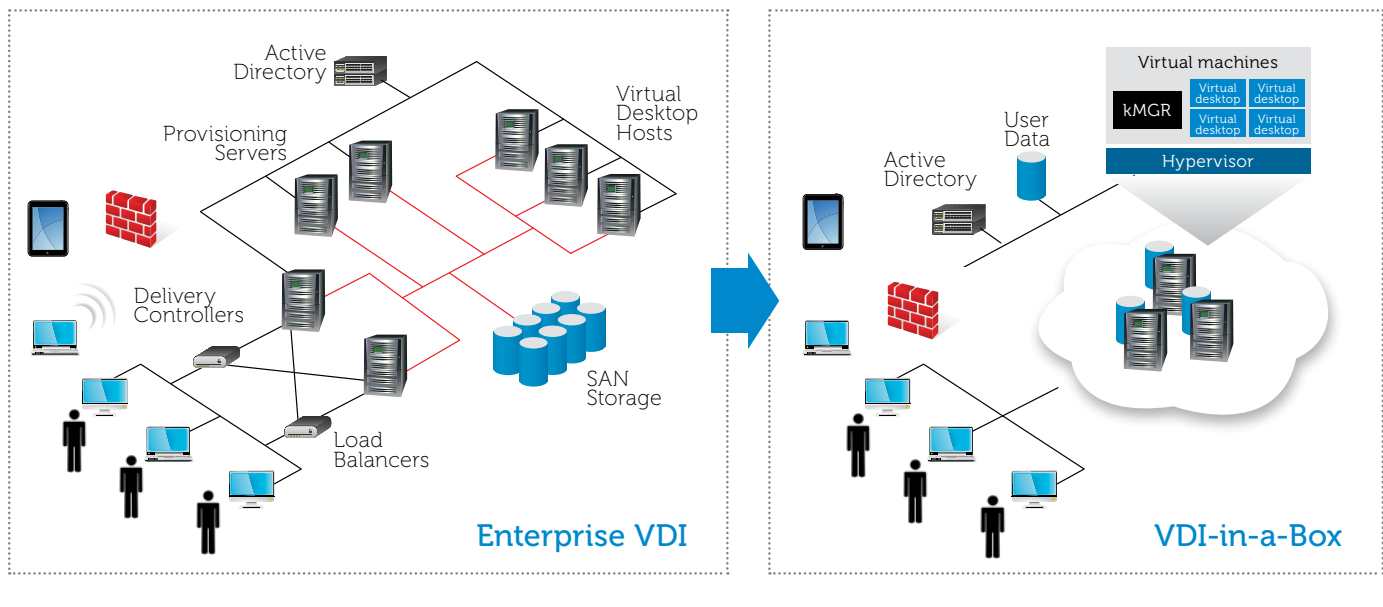 Active
Directory
Provisioning
Servers
Virtual
Desktop
Hosts
Delivery
Controllers
SAN
Storage
Load
Balancers
Enterprise VDI
Virtual machines
kMGR
Virtual
desktop
Virtual
desktop
Virtual
desktop
Virtual
desktop
Hypervisor
User
Data
Active
Directory
VDI-in-a-Box